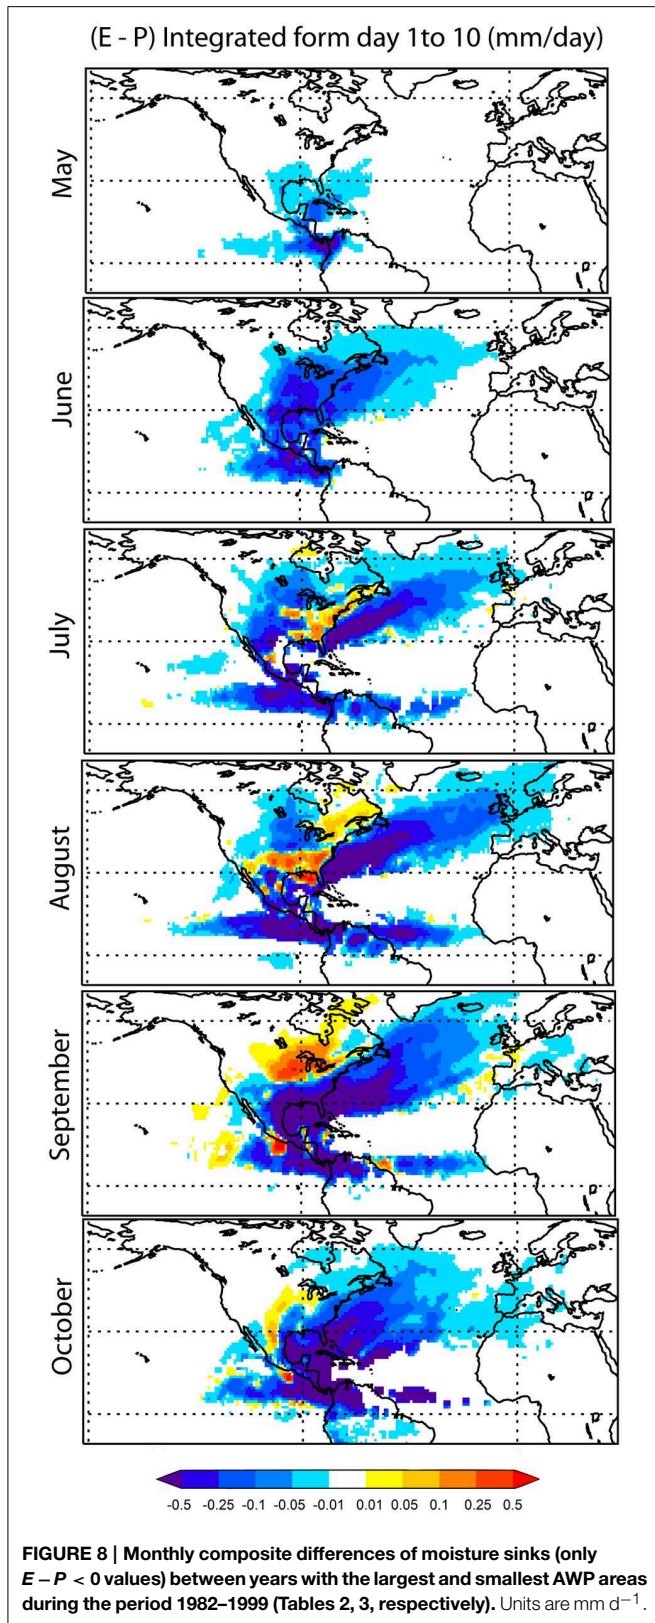 (E - P) Integrated form day 1to 10 (mm/day)
May
June
July
August
September
October
-0.5 -0.25 -0.1 -0.05 -0.01 0.01 0.05 0.1 0.25 0.5
FIGURE 8 | Monthly composite differences of moisture sinks (only
E – P < 0 values) between years with the largest and smallest AWP areas
during the period 1982–1999 (Tables 2, 3, respectively). Units are mm d⁻¹.